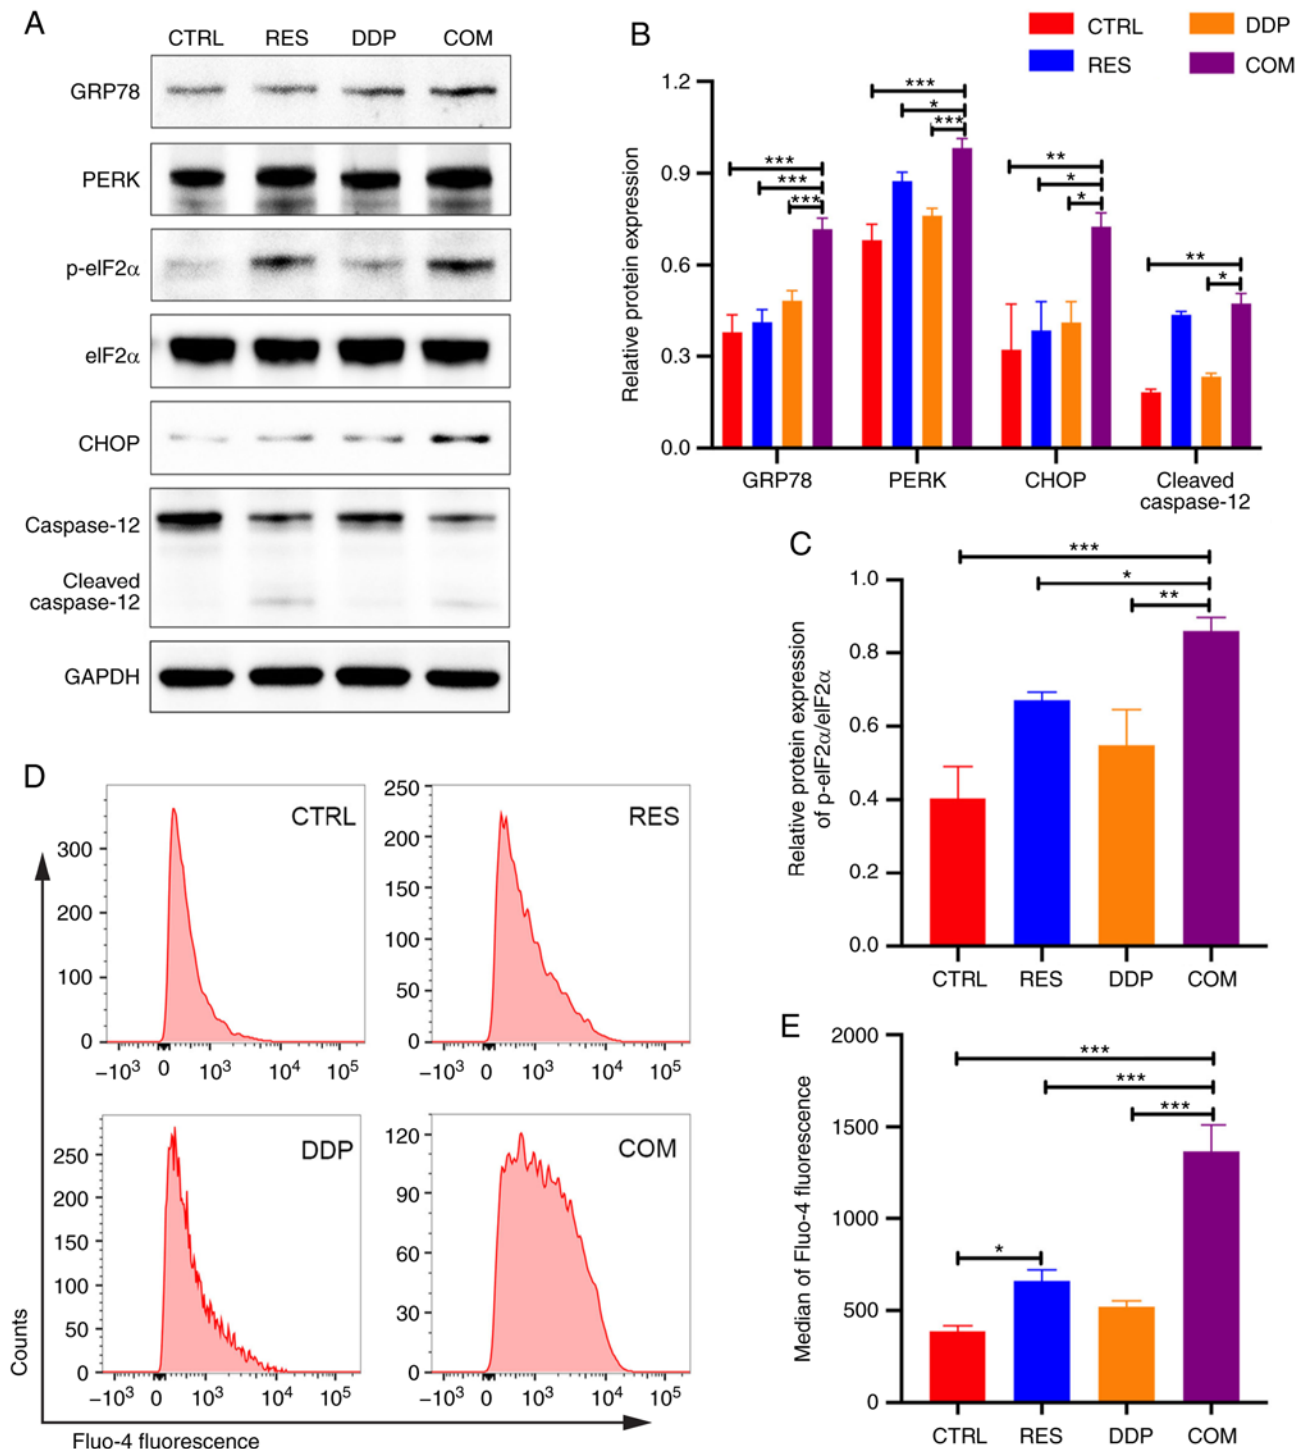 A
CTRL RES DDP COM
GRP78
PERK
p-eIF2α
eIF2α
CHOP
Caspase-12
Cleaved
caspase-12
GAPDH
B
CTRL DDP
RES COM
Relative protein expression
1.2
0.9
0.6
0.3
0.0
*** * ***
*** *** ***
** * *
** *
GRP78 PERK CHOP Cleaved
caspase-12
C
Relative protein expression
of p-eIF2α/eIF2α
1.0
0.8
0.6
0.4
0.2
0.0
***
*
**
CTRL RES DDP COM
D
Counts
CTRL
300
200
100
0
−10³ 0 10³ 10⁴ 10⁵
RES
250
200
150
100
50
0
−10³ 0 10³ 10⁴ 10⁵
DDP
250
200
150
100
50
0
−10³ 0 10³ 10⁴ 10⁵
COM
120
90
60
30
0
−10³ 0 10³ 10⁴ 10⁵
Fluo-4 fluorescence
E
Median of Fluo-4 fluorescence
2000
1500
1000
500
0
***
***
***
*
CTRL RES DDP COM